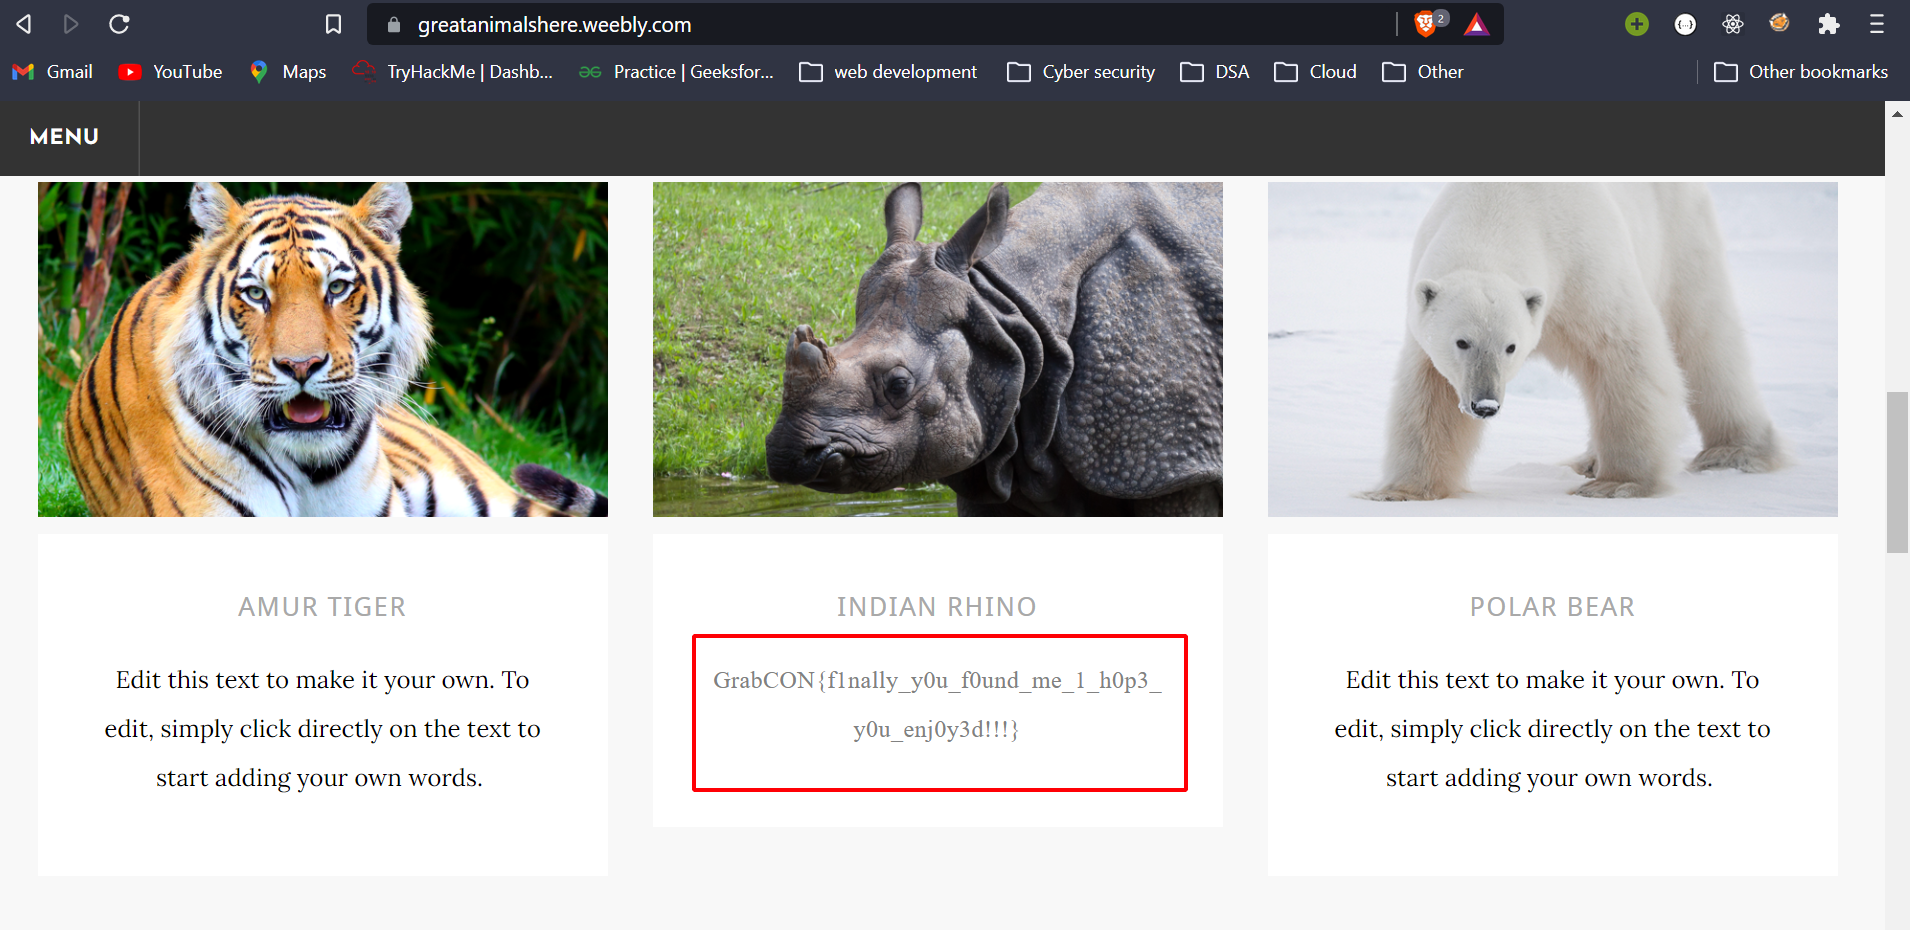 greatanimalshere.weebly.com
2
Gmail
YouTube
Maps
TryHackMe | Dashb...
Practice | Geeksfor...
web development
Cyber security
DSA
Cloud
Other
Other bookmarks
MENU
AMUR TIGER
Edit this text to make it your own. To
edit, simply click directly on the text to
start adding your own words.
INDIAN RHINO
GrabCON{f1nally_y0u_f0und_me_1_h0p3_
y0u_enj0y3d!!!}
POLAR BEAR
Edit this text to make it your own. To
edit, simply click directly on the text to
start adding your own words.